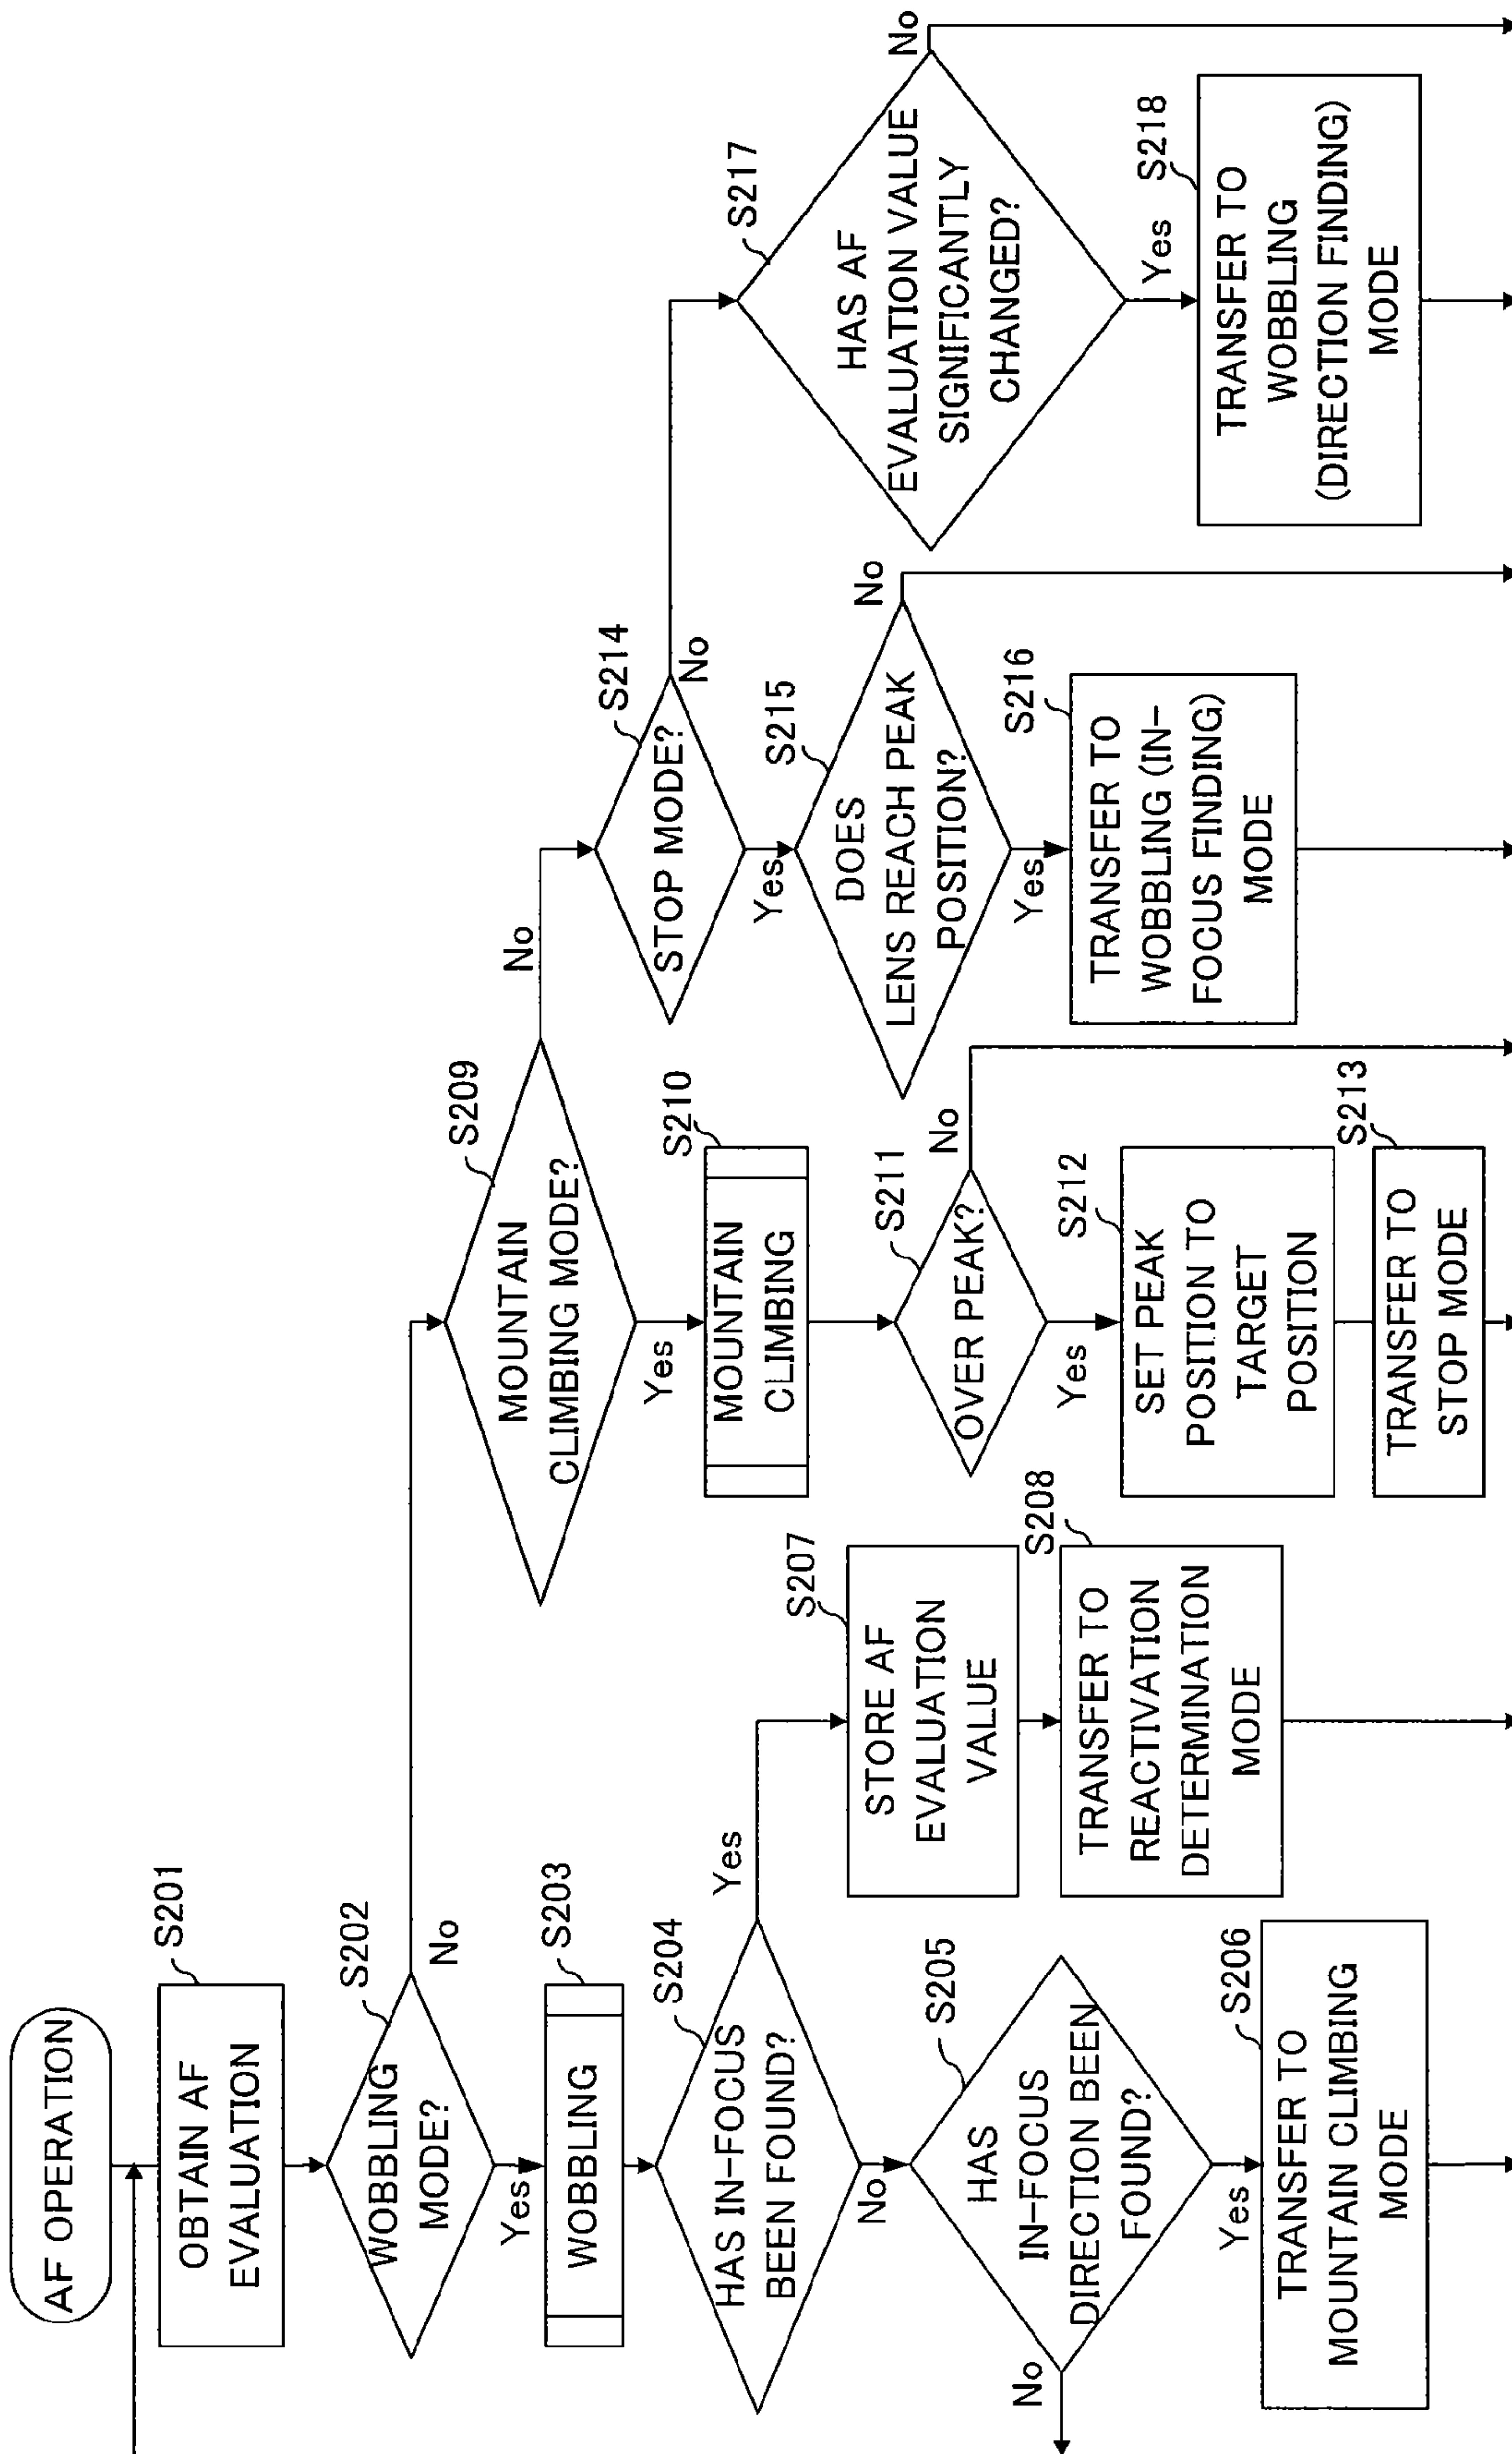 AF OPERATION
S201
OBTAIN AF
EVALUATION
S202
WOBBLING
MODE?
No
Yes
S203
WOBBLING
S204
HAS IN-FOCUS
BEEN FOUND?
Yes
No
S205
HAS
IN-FOCUS
DIRECTION BEEN
FOUND?
No
Yes
S206
TRANSFER TO
MOUNTAIN CLIMBING
MODE
S207
STORE AF
EVALUATION
VALUE
S208
TRANSFER TO
REACTIVATION
DETERMINATION
MODE
S209
MOUNTAIN
CLIMBING MODE?
No
Yes
S210
MOUNTAIN
CLIMBING
S211
OVER PEAK?
No
Yes
S212
SET PEAK
POSITION TO
TARGET
POSITION
S213
TRANSFER TO
STOP MODE
S214
STOP MODE?
No
Yes
S215
DOES
LENS REACH PEAK
POSITION?
No
Yes
S216
TRANSFER TO
WOBBLING (IN-
FOCUS FINDING)
MODE
S217
HAS AF
EVALUATION VALUE
SIGNIFICANTLY
CHANGED?
No
Yes
S218
TRANSFER TO
WOBBLING
(DIRECTION FINDING)
MODE